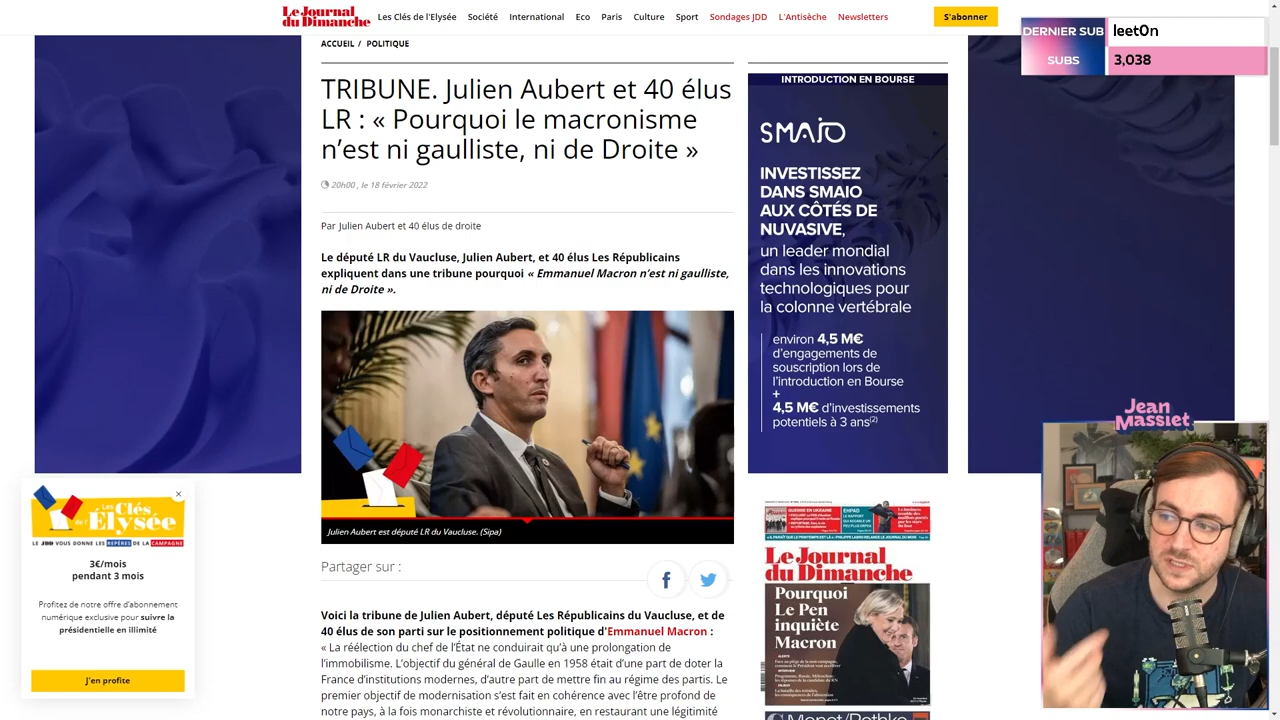 Le Journal du Dimanche
Les Clés de l'Elysée Société International Eco Paris Culture Sport Sondages JDD L'Antisèche Newsletters
S'abonner
DERNIER SUB leet0n
SUBS 3,038
ACCUEIL / POLITIQUE
TRIBUNE. Julien Aubert et 40 élus
LR : « Pourquoi le macronisme
n'est ni gaulliste, ni de Droite »
20h00 , le 18 février 2022
Par Julien Aubert et 40 élus de droite
Le député LR du Vaucluse, Julien Aubert, et 40 élus Les Républicains
expliquent dans une tribune pourquoi « Emmanuel Macron n'est ni gaulliste,
ni de Droite ».
Julien Aubert est député LR du Vaucluse. (Sipa)
Partager sur :
Voici la tribune de Julien Aubert, député Les Républicains du Vaucluse, et de
40 élus de son parti sur le positionnement politique d'Emmanuel Macron :
« La réélection du chef de l'État ne conduirait qu'à une prolongation de
l'immobilisme. L'objectif du général de Gaulle en 1958 était d'une part de doter la
France d'institutions modernes, d'autre part de mettre fin au régime des partis. Le
premier objectif de modernisation s'est fait en cohérence avec l'être profond de
notre pays, à la fois monarchiste et révolutionnaire, en restaurant la légitimité
INTRODUCTION EN BOURSE
SMAIO
INVESTISSEZ
DANS SMAIO
AUX CÔTÉS DE
NUVASIVE,
un leader mondial
dans les innovations
technologiques pour
la colonne vertébrale
environ 4,5 M€
d'engagements de
souscription lors de
l'introduction en Bourse
+
4,5 M€ d'investissements
potentiels à 3 ans(2)
Le Journal
du Dimanche
Pourquoi
Le Pen
inquiète
Macron
LE JDD VOUS DONNE LES REPÈRES DE LA CAMPAGNE
3€/mois
pendant 3 mois
Profitez de notre offre d'abonnement
numérique exclusive pour suivre la
présidentielle en illimité
J'en profite
Jean
Massiet